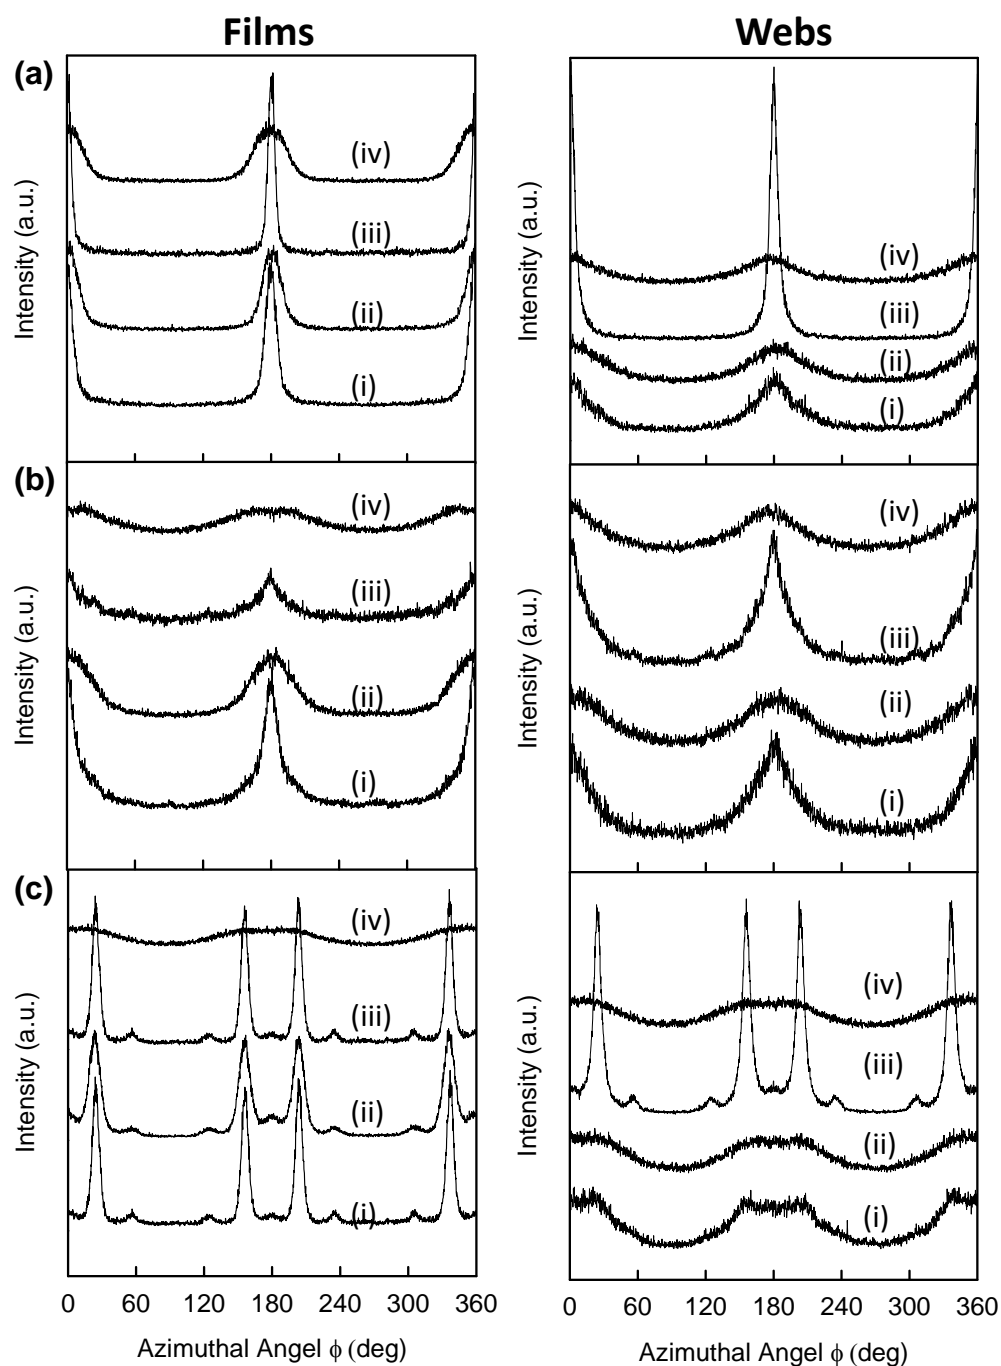 Films
Webs
(a)
Intensity (a.u.)
(iv)
(iii)
(ii)
(i)
Intensity (a.u.)
(iv)
(iii)
(ii)
(i)
(b)
Intensity (a.u.)
(iv)
(iii)
(ii)
(i)
Intensity (a.u.)
(iv)
(iii)
(ii)
(i)
(c)
Intensity (a.u.)
(iv)
(iii)
(ii)
(i)
Intensity (a.u.)
(iv)
(iii)
(ii)
(i)
0 60 120 180 240 300 360
Azimuthal Angel ϕ (deg)
0 60 120 180 240 300 360
Azimuthal Angel ϕ (deg)